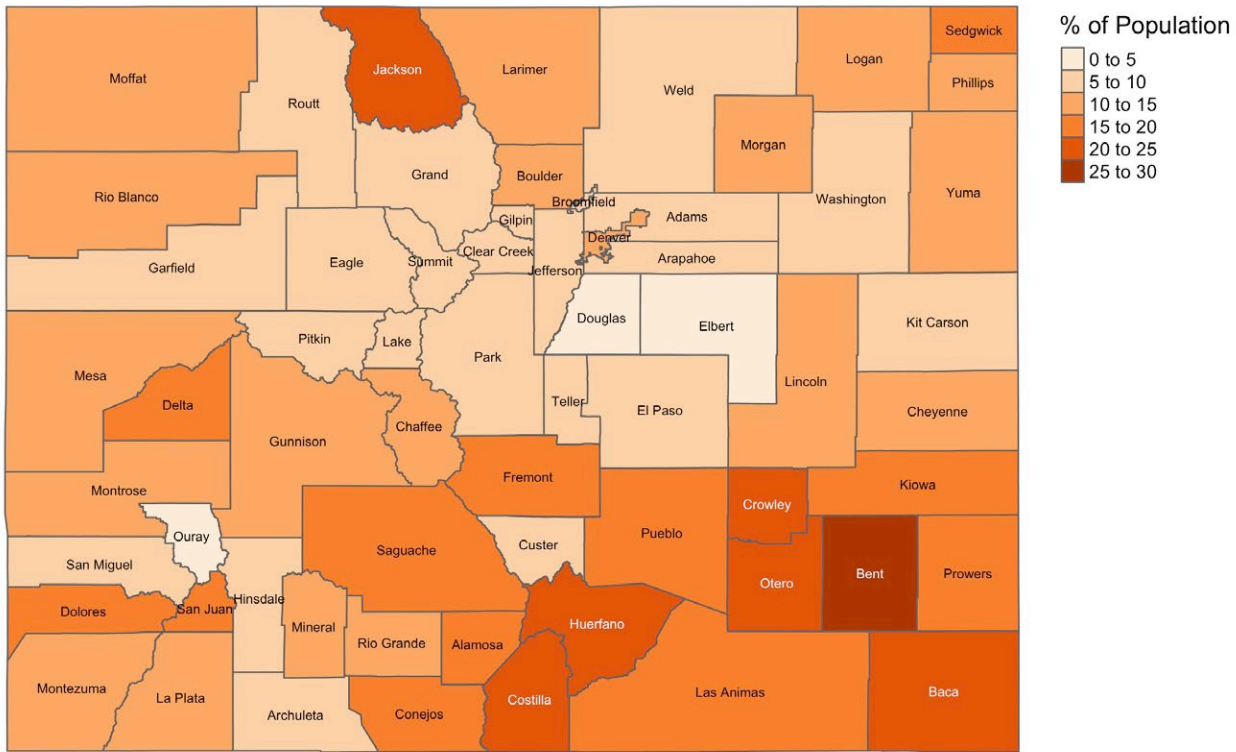 % of Population
0 to 5
5 to 10
10 to 15
15 to 20
20 to 25
25 to 30
Sedgwick
Logan
Jackson
Larimer
Moffat
Phillips
Weld
Routt
Morgan
Grand
Boulder
Yuma
Rio Blanco
Washington
Broomfield
Gilpin
Adams
Denver
Clear Creek
Arapahoe
Eagle
Summit
Garfield
Jefferson
Douglas
Elbert
Kit Carson
Pitkin
Lake
Park
Mesa
Lincoln
Teller
El Paso
Delta
Cheyenne
Chaffee
Gunnison
Fremont
Kiowa
Montrose
Crowley
Pueblo
Ouray
Custer
Saguache
San Miguel
Bent
Prowers
Otero
Hinsdale
Dolores
San Juan
Mineral
Huerfano
Rio Grande
Alamosa
Montezuma
La Plata
Costilla
Las Animas
Baca
Archuleta
Conejos